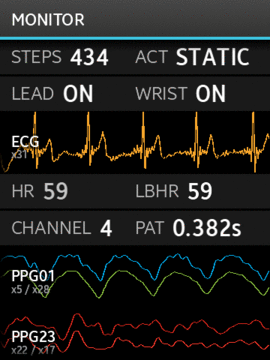 MONITOR
STEPS 434 ACT STATIC
LEAD ON WRIST ON
ECG
x31
HR 59 LBHR 59
CHANNEL 4 PAT 0.382s
PPG01
x5 / x28
PPG23
x22 / x17